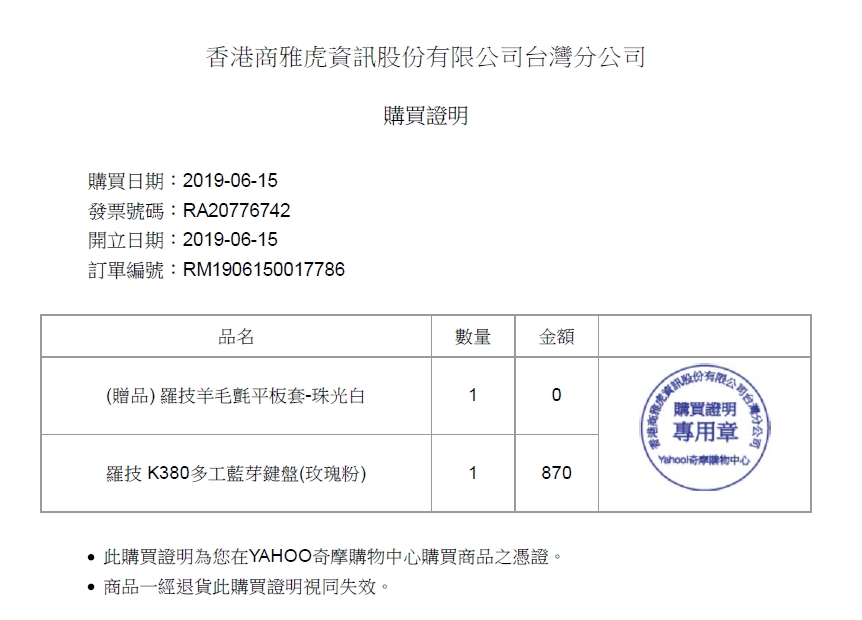 香港商雅虎資訊股份有限公司台灣分公司
購買證明
購買日期：2019-06-15
發票號碼：RA20776742
開立日期：2019-06-15
訂單編號：RM1906150017786
品名 數量 金額
(贈品) 羅技羊毛氈平板套-珠光白 1 0
羅技 K380多工藍芽鍵盤(玫瑰粉) 1 870
香港商雅虎資訊股份有限公司台灣分公司
購買證明
專用章
Yahoo!奇摩購物中心
• 此購買證明為您在YAHOO奇摩購物中心購買商品之憑證。
• 商品一經退貨此購買證明視同失效。